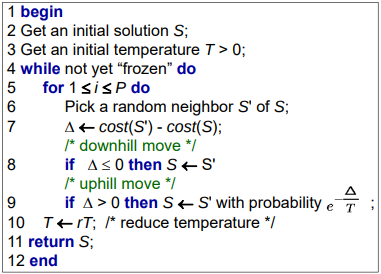 1 begin
2 Get an initial solution S;
3 Get an initial temperature T > 0;
4 while not yet “frozen” do
5 for 1 ≤ i ≤ P do
6 Pick a random neighbor S' of S;
7 Δ ← cost(S') - cost(S);
/* downhill move */
8 if Δ ≤ 0 then S ← S'
/* uphill move */
9 if Δ > 0 then S ← S' with probability e^{-Δ/T} ;
10 T ← rT; /* reduce temperature */
11 return S;
12 end